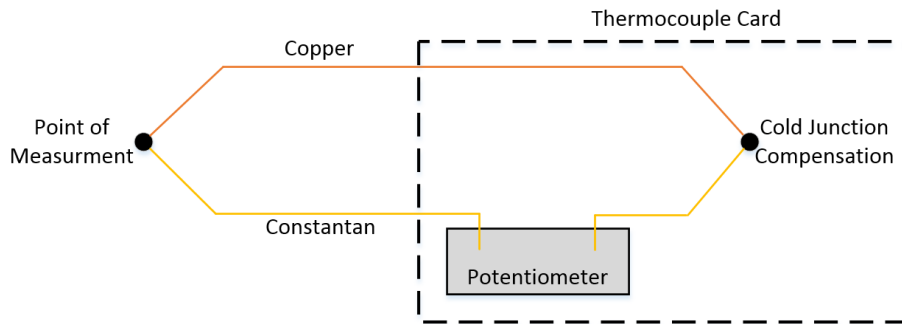 Thermocouple Card
Copper
Point of
Measurment
Cold Junction
Compensation
Constantan
Potentiometer